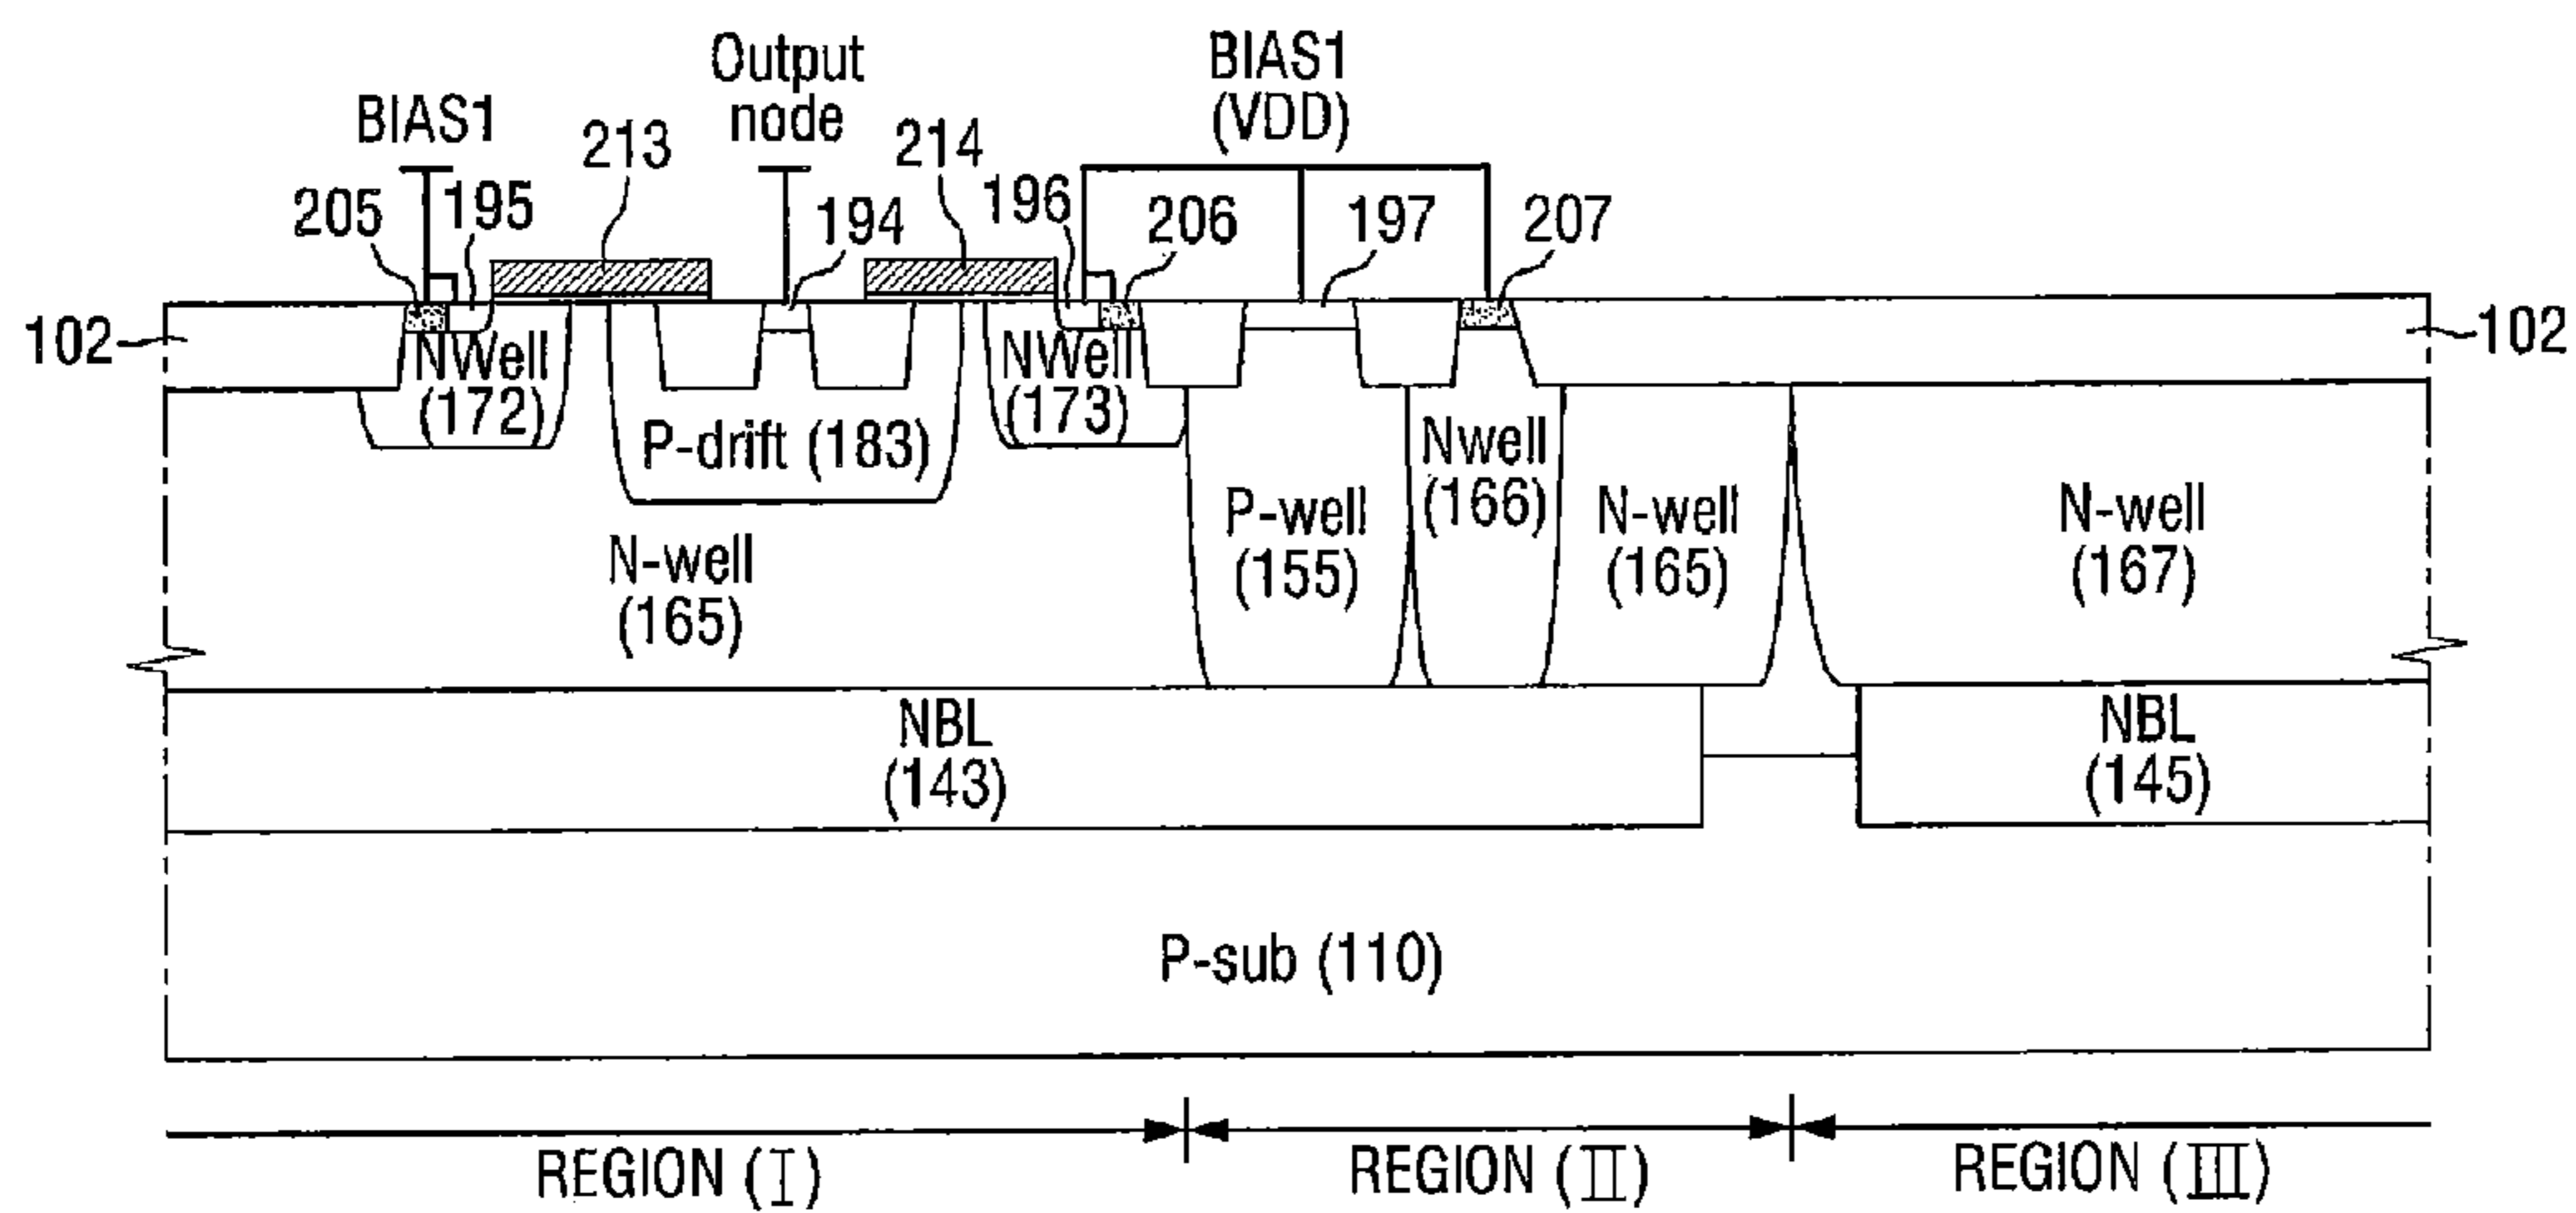 Output
node
BIAS1
BIAS1
(VDD)
213
214
205
195
194
196
206
197
207
102
102
NWell
(172)
P-drift (183)
NWell
(173)
Nwell
(166)
P-well
(155)
N-well
(165)
N-well
(167)
N-well
(165)
NBL
(143)
NBL
(145)
P-sub (110)
REGION (I)
REGION (II)
REGION (III)